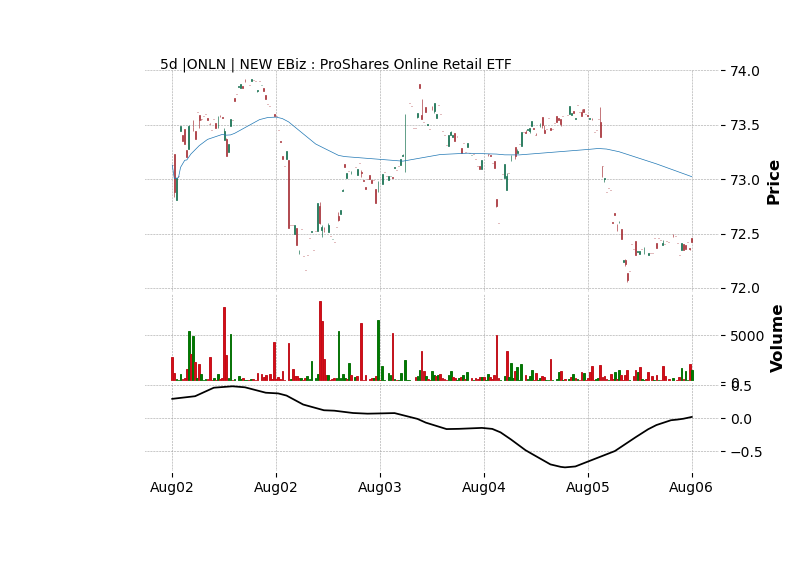 5d |ONLN | NEW EBiz : ProShares Online Retail ETF
74.0
73.5
73.0
72.5
72.0
Price
5000
0
Volume
0.5
0.0
−0.5
Aug02 Aug02 Aug03 Aug04 Aug05 Aug06